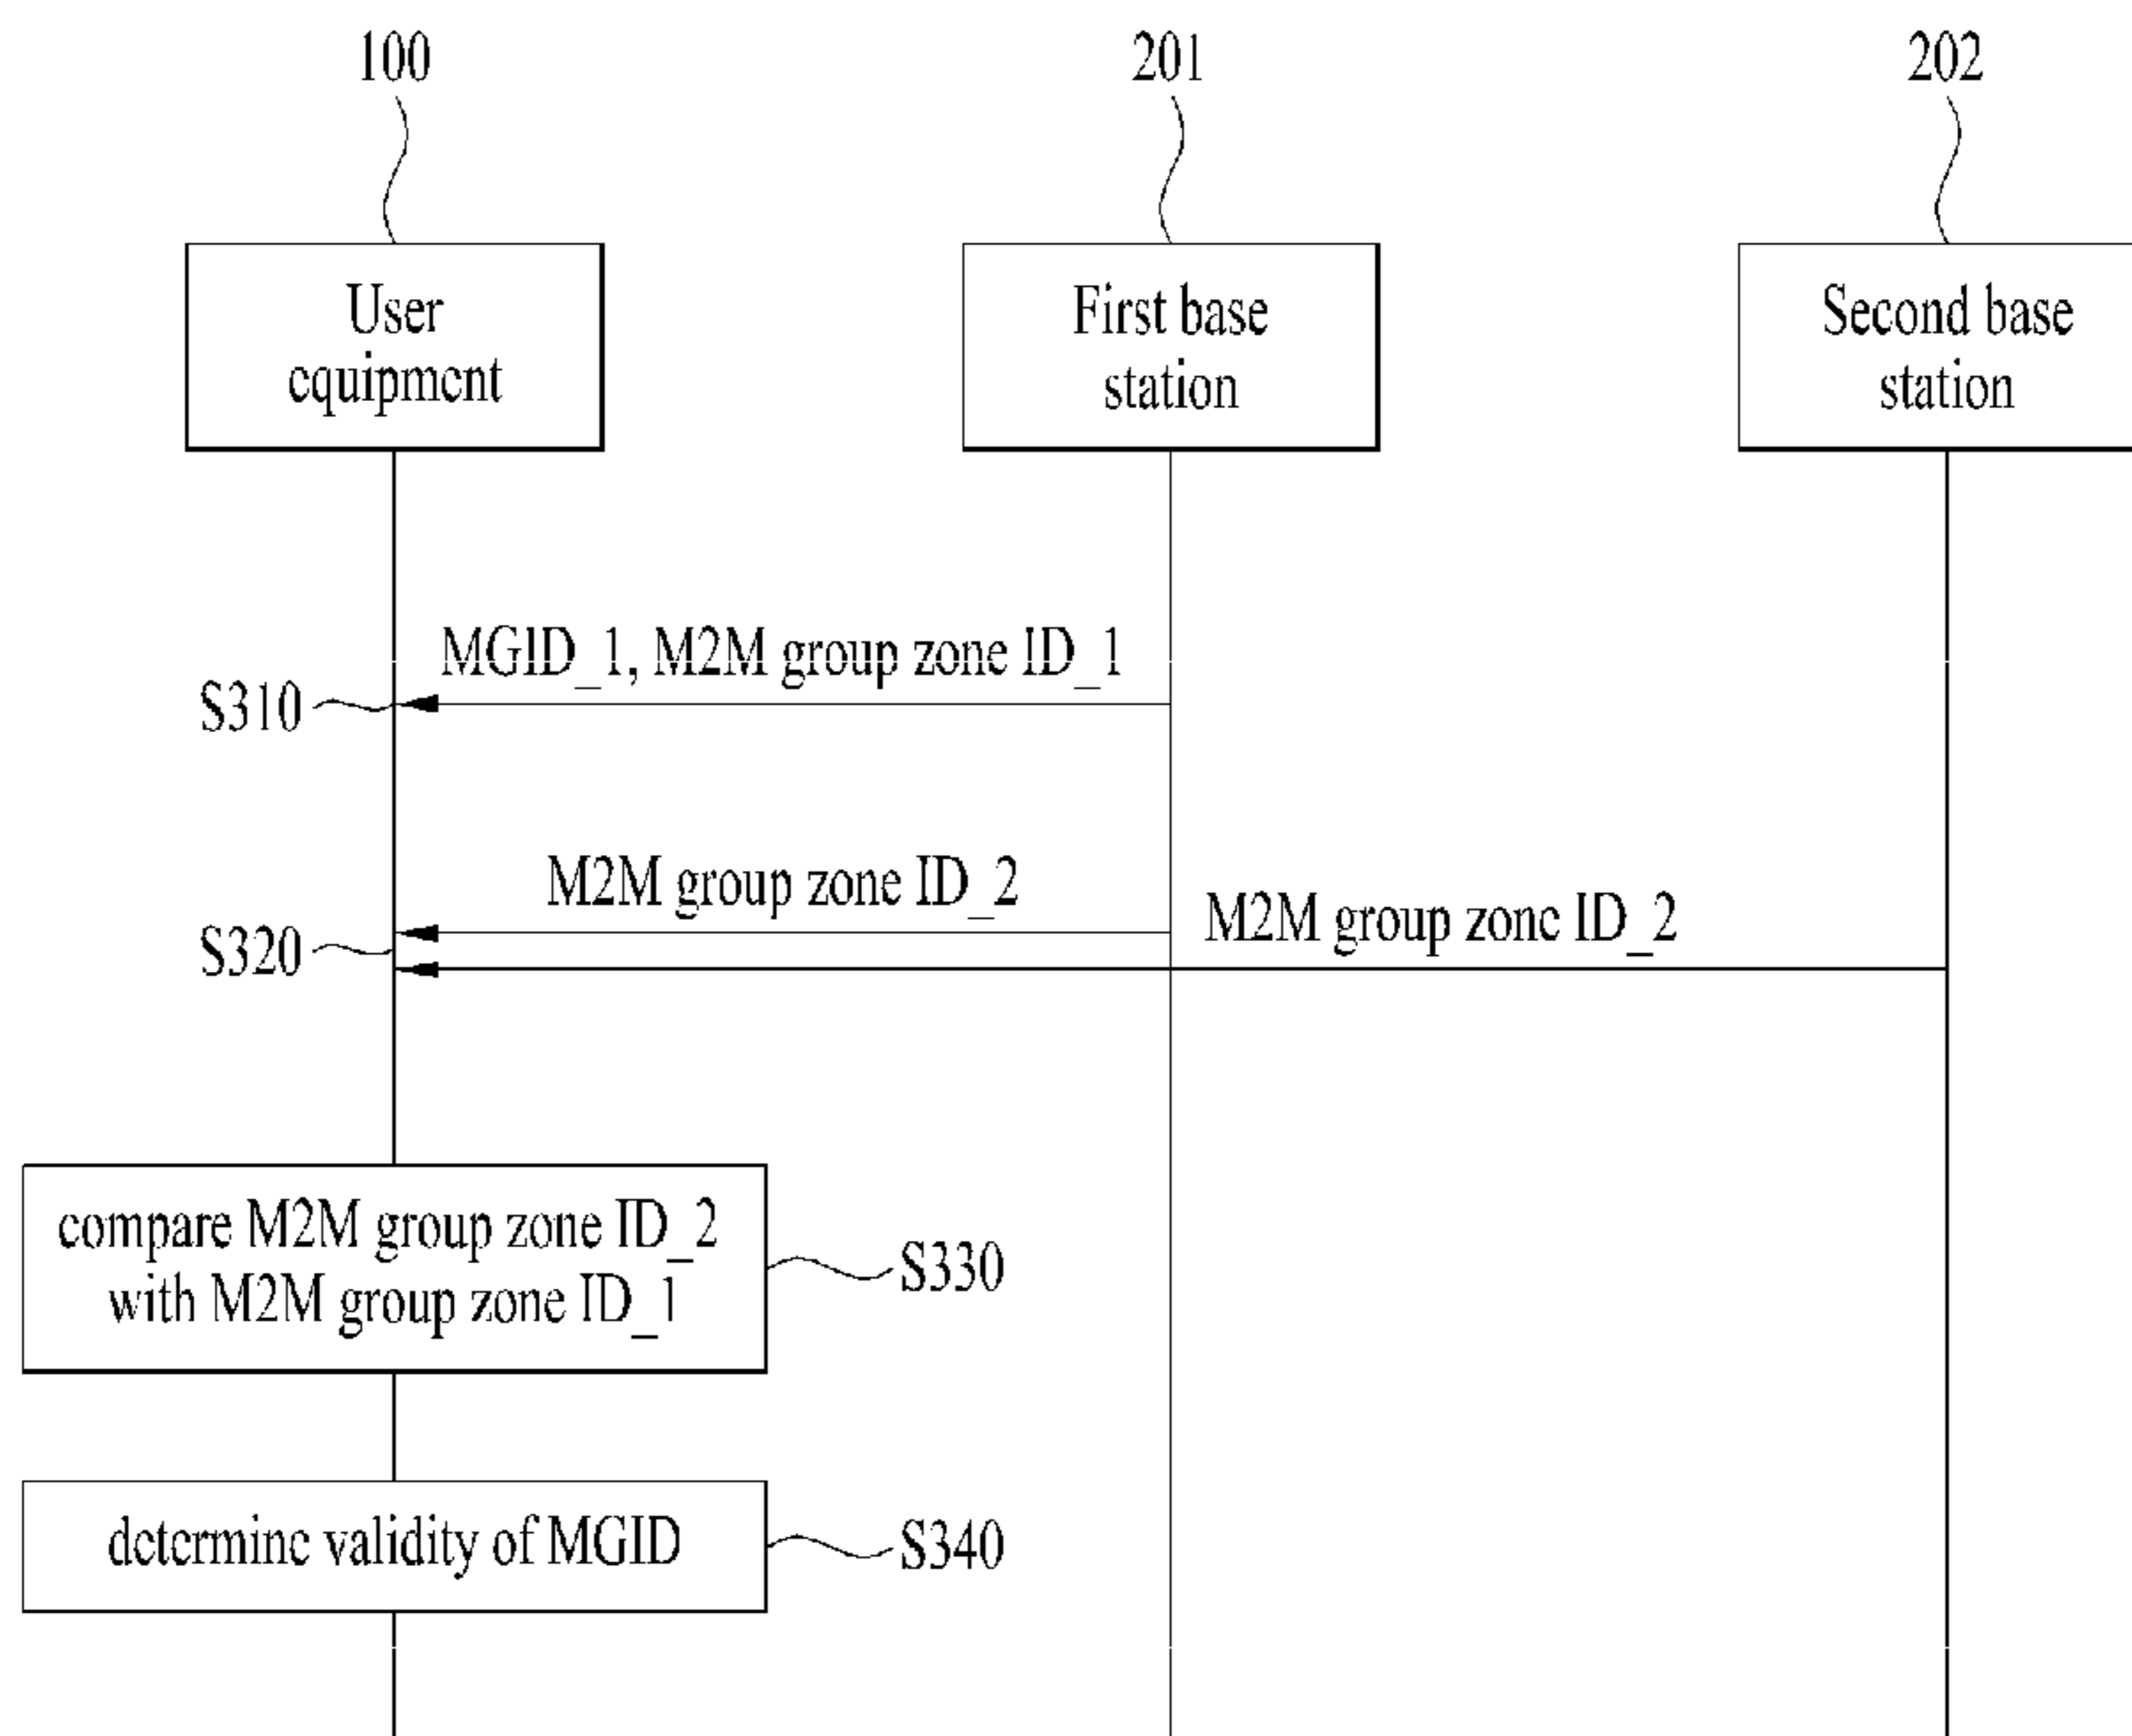 100
201
202
User
equipment
First base
station
Second base
station
MGID_1, M2M group zone ID_1
S310
M2M group zone ID_2
M2M group zone ID_2
S320
compare M2M group zone ID_2
with M2M group zone ID_1
S330
determine validity of MGID
S340